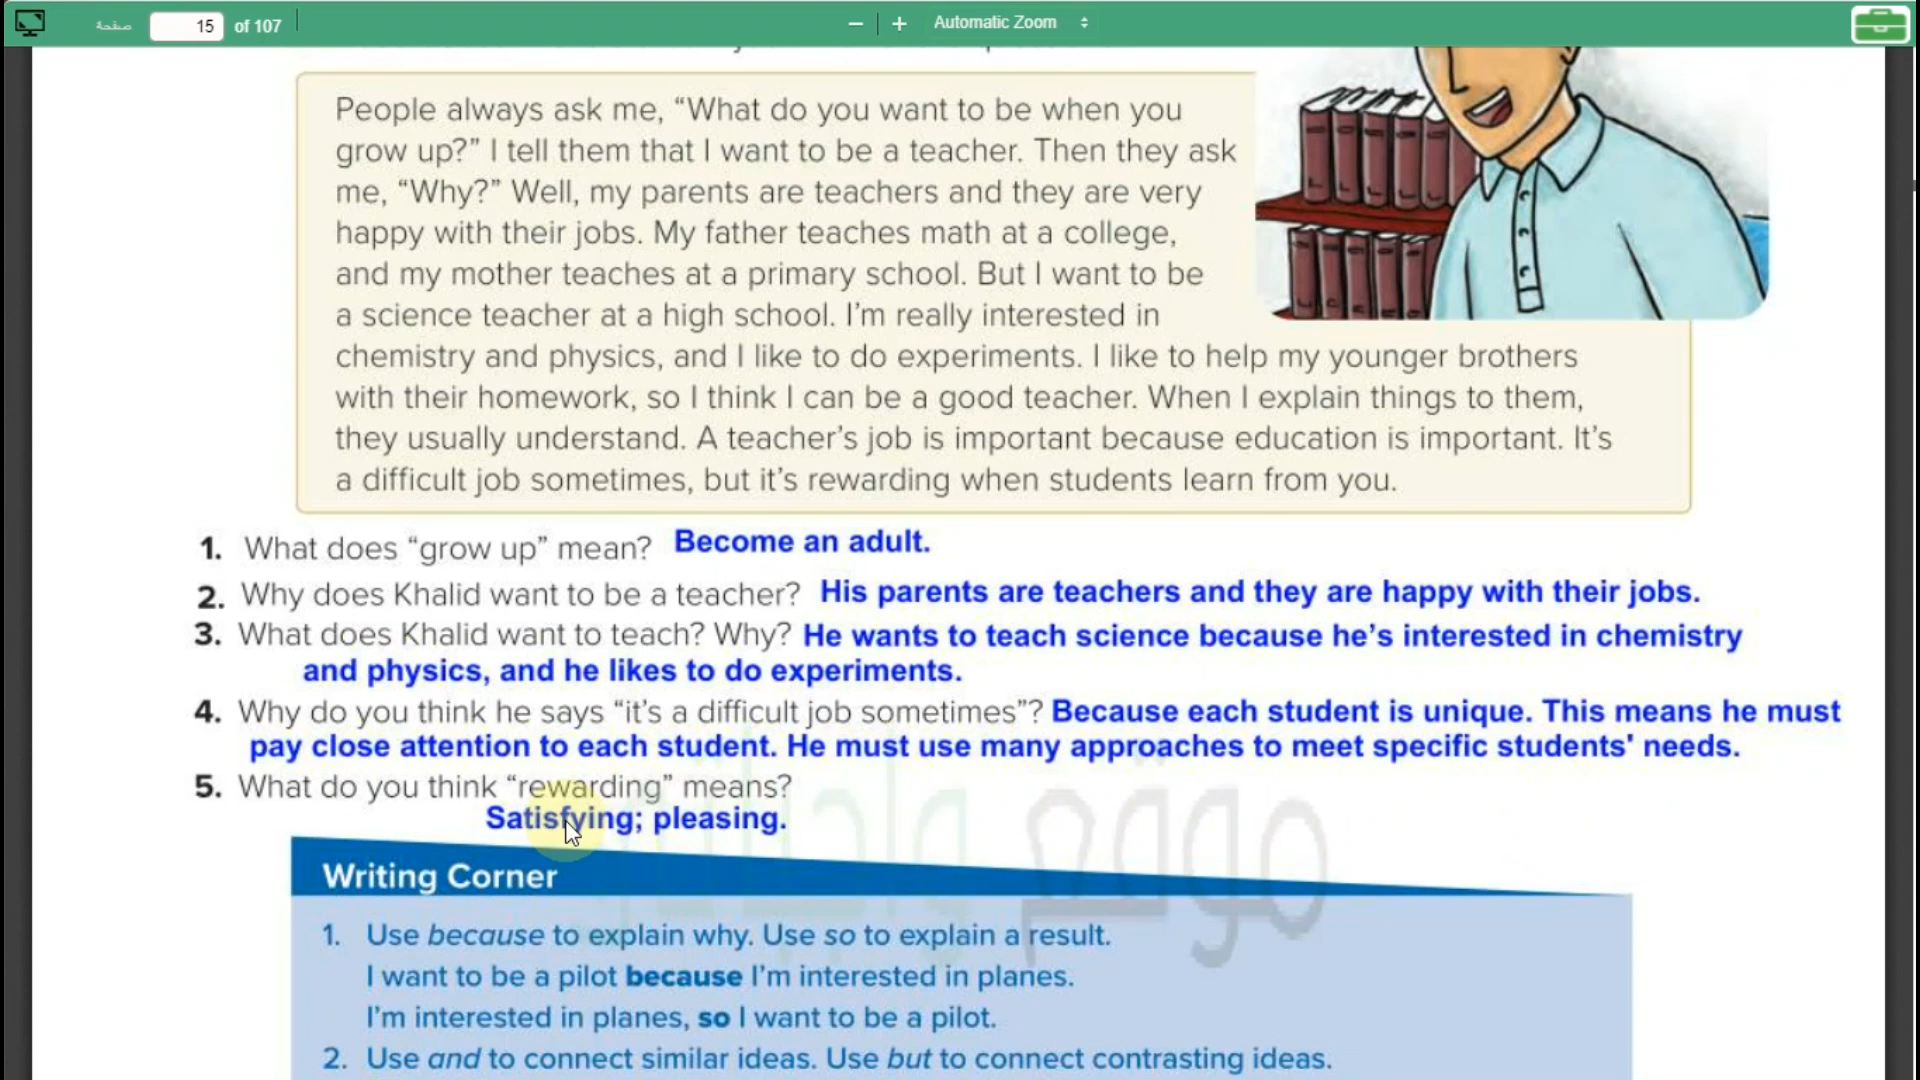 صفحة 15 of 107 Automatic Zoom
People always ask me, “What do you want to be when you
grow up?” I tell them that I want to be a teacher. Then they ask
me, “Why?” Well, my parents are teachers and they are very
happy with their jobs. My father teaches math at a college,
and my mother teaches at a primary school. But I want to be
a science teacher at a high school. I’m really interested in
chemistry and physics, and I like to do experiments. I like to help my younger brothers
with their homework, so I think I can be a good teacher. When I explain things to them,
they usually understand. A teacher’s job is important because education is important. It’s
a difficult job sometimes, but it’s rewarding when students learn from you.
1. What does “grow up” mean? Become an adult.
2. Why does Khalid want to be a teacher? His parents are teachers and they are happy with their jobs.
3. What does Khalid want to teach? Why? He wants to teach science because he’s interested in chemistry
and physics, and he likes to do experiments.
4. Why do you think he says “it’s a difficult job sometimes”? Because each student is unique. This means he must
pay close attention to each student. He must use many approaches to meet specific students' needs.
5. What do you think “rewarding” means?
Satisfying; pleasing.
موقع واجباتي
Writing Corner
1. Use because to explain why. Use so to explain a result.
I want to be a pilot because I’m interested in planes.
I’m interested in planes, so I want to be a pilot.
2. Use and to connect similar ideas. Use but to connect contrasting ideas.